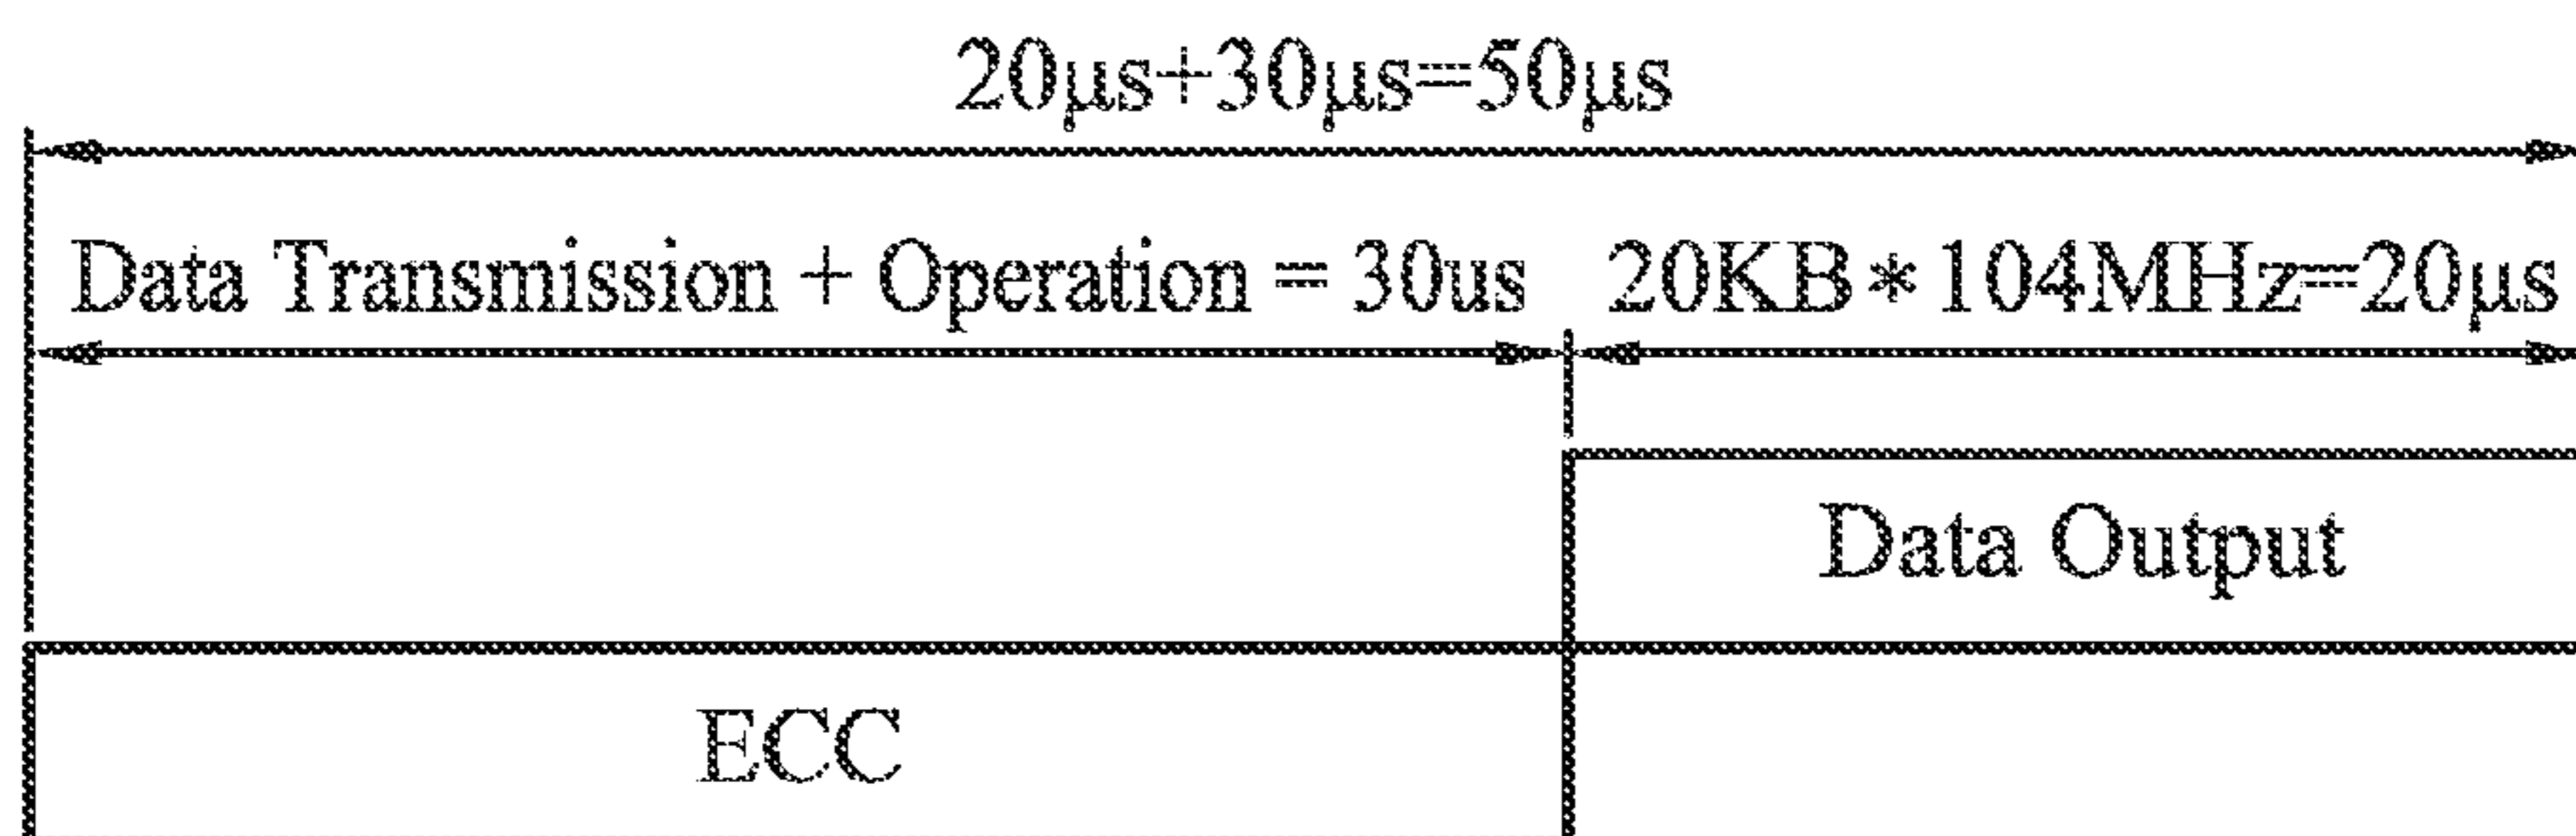 20μs+30μs=50μs
Data Transmission + Operation = 30us 20KB*104MHz=20μs
Data Output
ECC